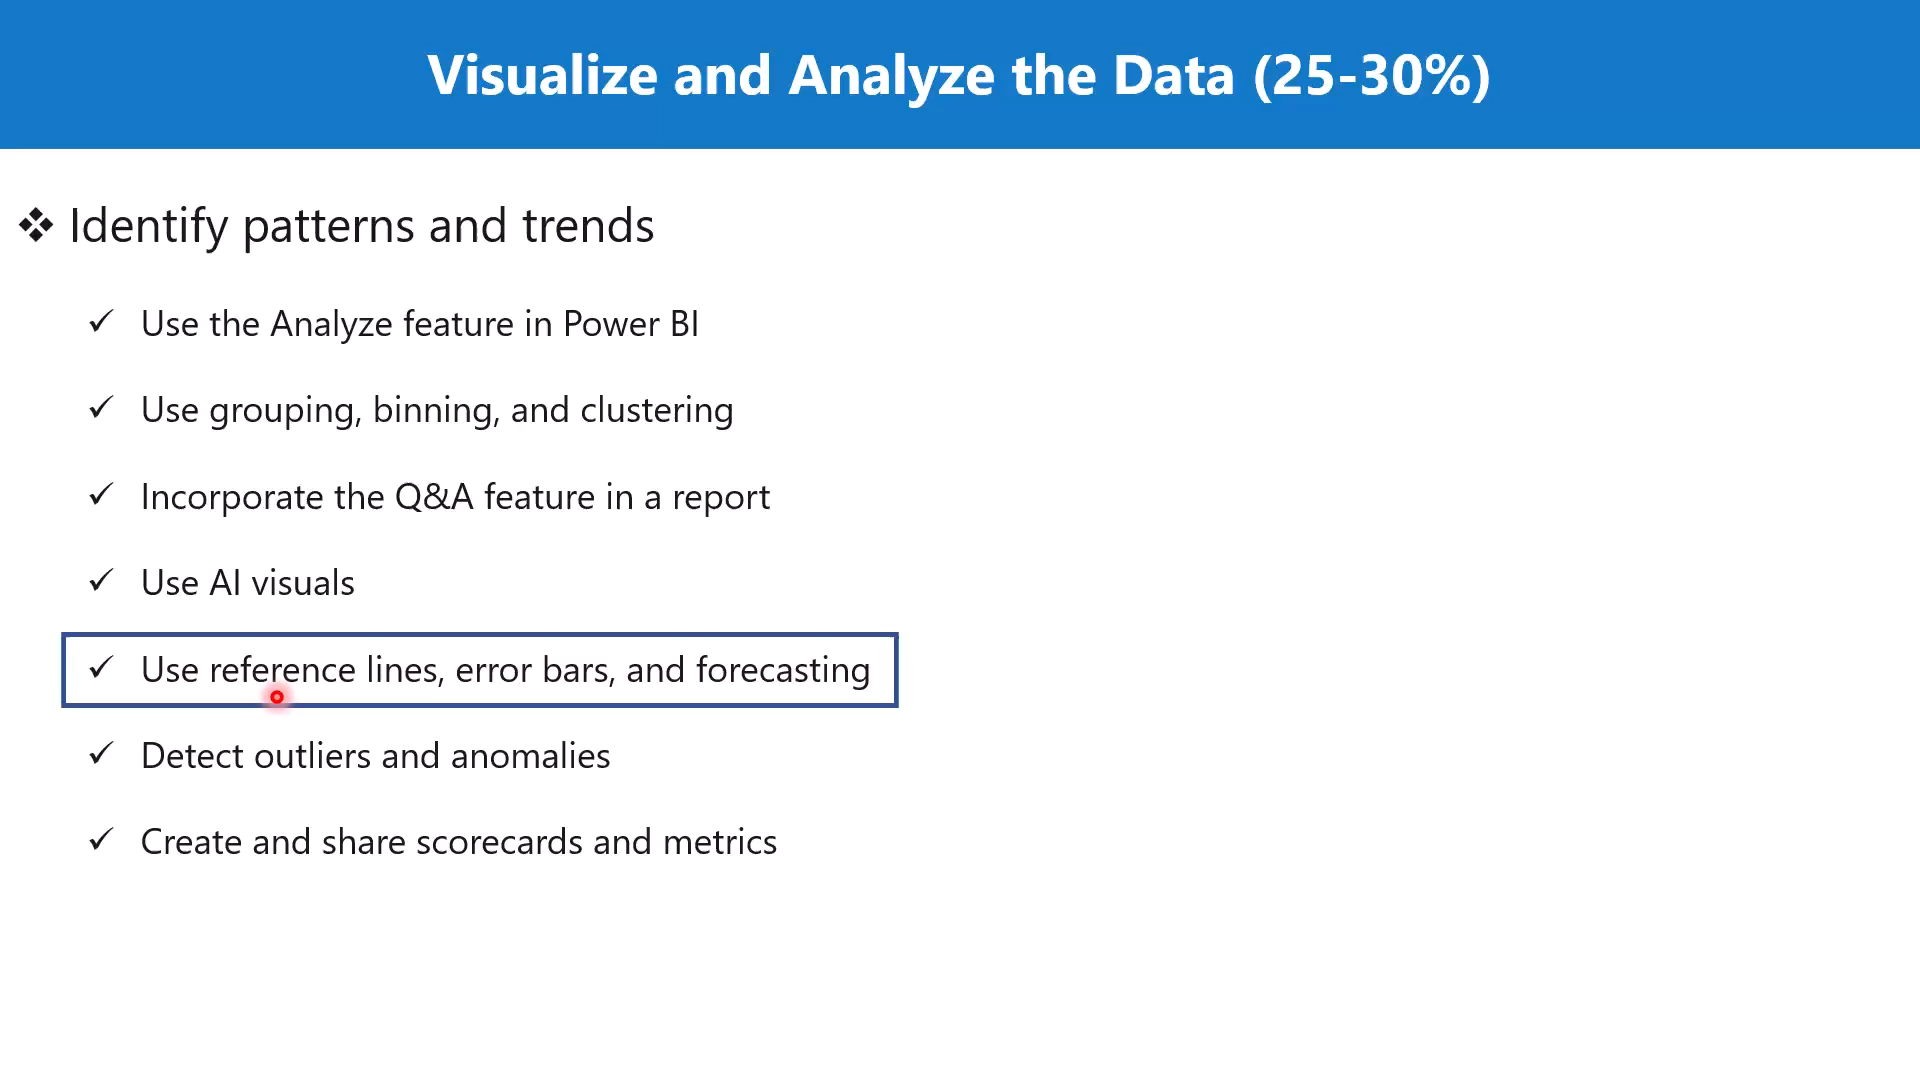 Visualize and Analyze the Data (25-30%)
❖ Identify patterns and trends
✓ Use the Analyze feature in Power BI
✓ Use grouping, binning, and clustering
✓ Incorporate the Q&A feature in a report
✓ Use AI visuals
✓ Use reference lines, error bars, and forecasting
✓ Detect outliers and anomalies
✓ Create and share scorecards and metrics